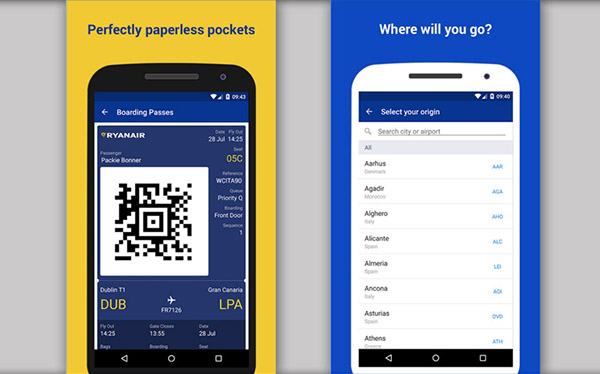 Perfectly paperless pockets
09:43
Boarding Passes
RYANAIR
Date Fly Out
28 Jul 14:25
Passenger
Packie Bonner
Seat
05C
Reference
WCITA90
Queue
Priority Q
Boarding
Front Door
Sequence
1
Dublin T1
Gran Canaria
DUB
LPA
FR7126
Fly Out
Gate Closes
Date
14:25
13:55
28 Jul
Bags
Boarding
Seat
Where will you go?
09:40
Select your origin
Search city or airport
All
Aarhus
AAR
Denmark
Agadir
AGA
Morocco
Alghero
AHO
Italy
Alicante
ALC
Spain
Almeria
LEI
Spain
Ancona
AOI
Italy
Asturias
OVD
Spain
Athens
ATH
Greece